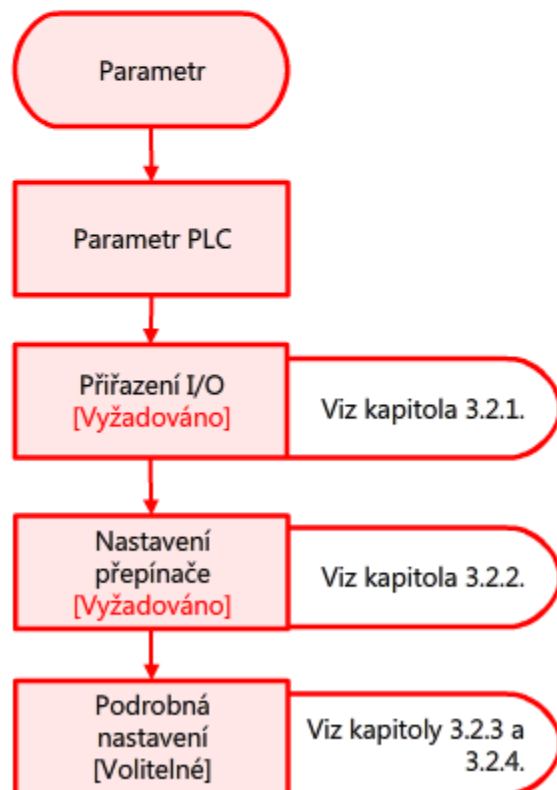 Parametr
Parametr PLC
Přiřazení I/O
[Vyžadováno]
Viz kapitola 3.2.1.
Nastavení
přepínače
[Vyžadováno]
Viz kapitola 3.2.2.
Podrobná
nastavení
[Volitelné]
Viz kapitoly 3.2.3 a
3.2.4.